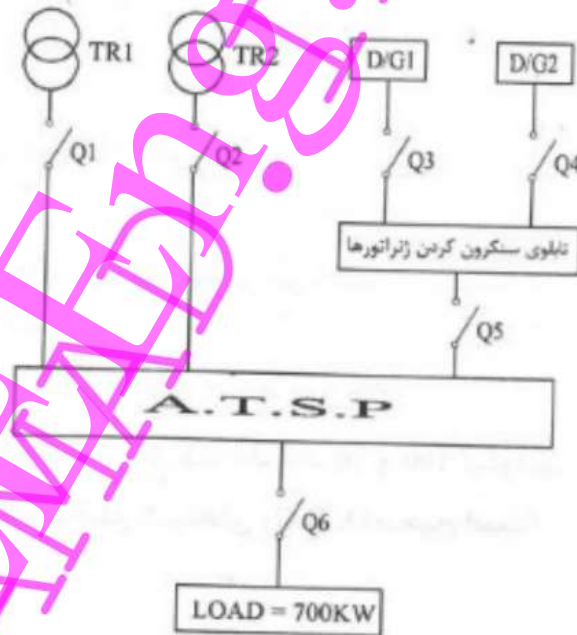 TR1
TR2
D/G1
D/G2
Q1
Q2
Q3
Q4
تابلوی سنکرون کردن ژنراتورها
Q5
A.T.S.P
Q6
LOAD = 700KW